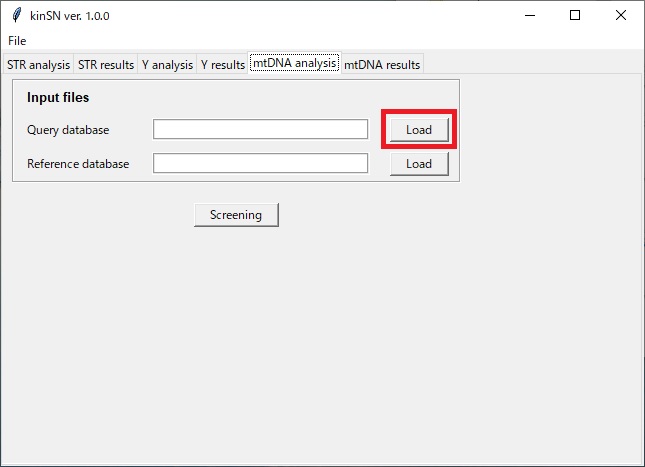 kinSN ver. 1.0.0
File
STR analysis STR results Y analysis Y results mtDNA analysis mtDNA results
Input files
Query database Load
Reference database Load
Screening